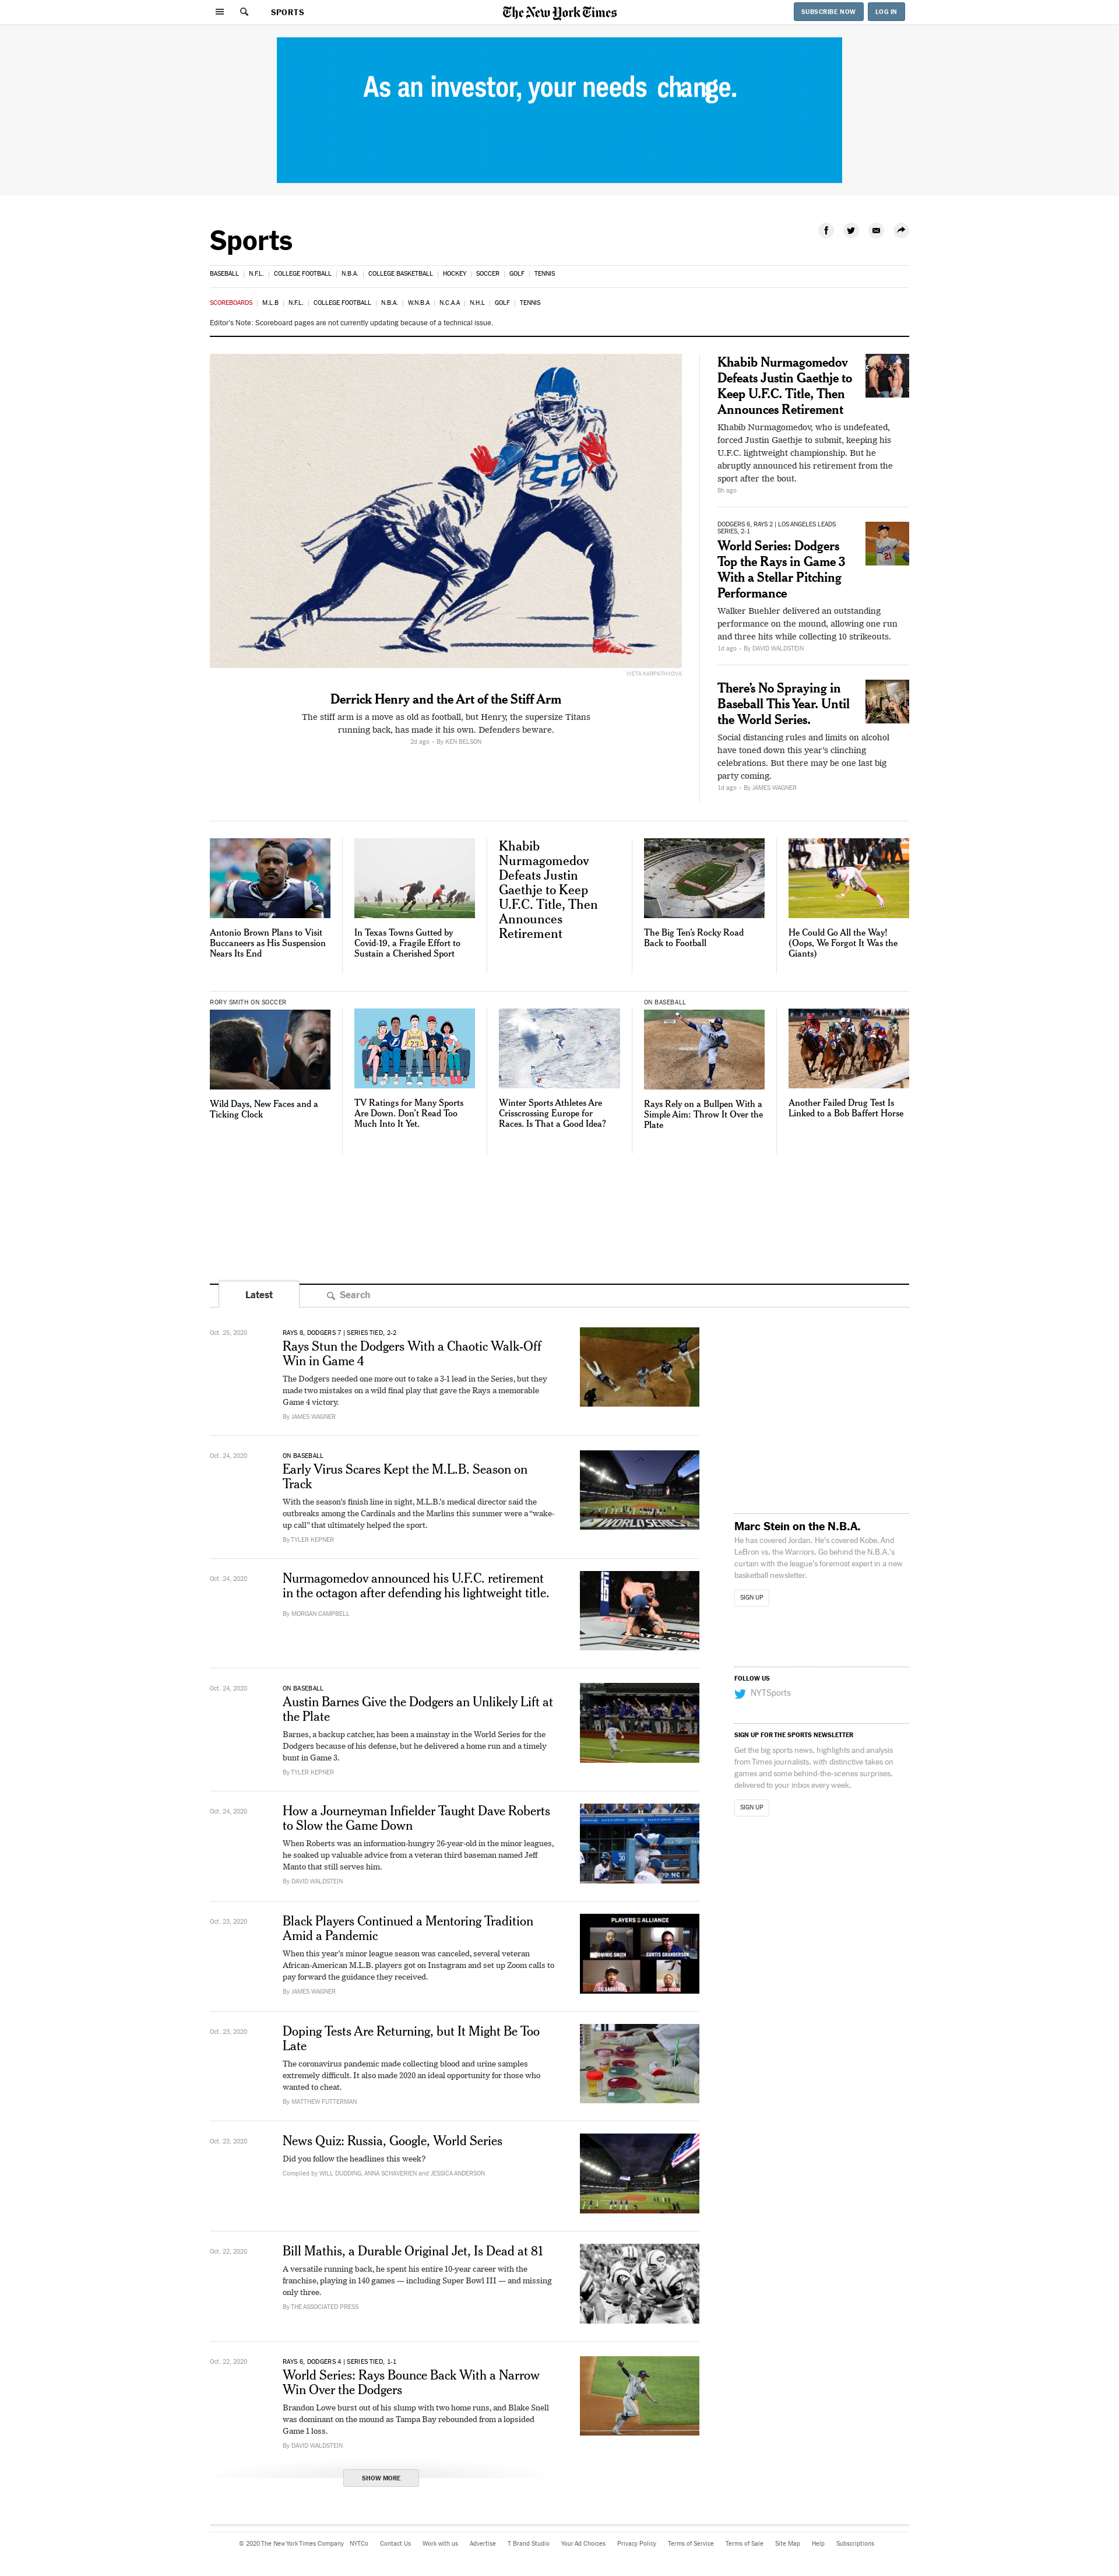 SPORTS
The New York Times
SUBSCRIBE NOW
LOG IN
As an investor, your needs change.
Sports
BASEBALL | N.F.L. | COLLEGE FOOTBALL | N.B.A. | COLLEGE BASKETBALL | HOCKEY | SOCCER | GOLF | TENNIS
SCOREBOARDS | M.L.B | N.F.L. | COLLEGE FOOTBALL | N.B.A. | W.N.B.A | N.C.A.A | N.H.L | GOLF | TENNIS
Editor's Note: Scoreboard pages are not currently updating because of a technical issue.
22
IVETA KARPATHYOVA
Derrick Henry and the Art of the Stiff Arm
The stiff arm is a move as old as football, but Henry, the supersize Titans
running back, has made it his own. Defenders beware.
2d ago - By KEN BELSON
Khabib Nurmagomedov
Defeats Justin Gaethje to
Keep U.F.C. Title, Then
Announces Retirement
Khabib Nurmagomedov, who is undefeated,
forced Justin Gaethje to submit, keeping his
U.F.C. lightweight championship. But he
abruptly announced his retirement from the
sport after the bout.
8h ago
DODGERS 6, RAYS 2 | LOS ANGELES LEADS
SERIES, 2-1
World Series: Dodgers
Top the Rays in Game 3
With a Stellar Pitching
Performance
21
Walker Buehler delivered an outstanding
performance on the mound, allowing one run
and three hits while collecting 10 strikeouts.
1d ago - By DAVID WALDSTEIN
There’s No Spraying in
Baseball This Year. Until
the World Series.
Social distancing rules and limits on alcohol
have toned down this year’s clinching
celebrations. But there may be one last big
party coming.
1d ago - By JAMES WAGNER
Antonio Brown Plans to Visit
Buccaneers as His Suspension
Nears Its End
In Texas Towns Gutted by
Covid-19, a Fragile Effort to
Sustain a Cherished Sport
Khabib
Nurmagomedov
Defeats Justin
Gaethje to Keep
U.F.C. Title, Then
Announces
Retirement
The Big Ten’s Rocky Road
Back to Football
He Could Go All the Way!
(Oops, We Forgot It Was the
Giants)
RORY SMITH ON SOCCER
Wild Days, New Faces and a
Ticking Clock
TV Ratings for Many Sports
Are Down. Don’t Read Too
Much Into It Yet.
Winter Sports Athletes Are
Crisscrossing Europe for
Races. Is That a Good Idea?
ON BASEBALL
Rays Rely on a Bullpen With a
Simple Aim: Throw It Over the
Plate
Another Failed Drug Test Is
Linked to a Bob Baffert Horse
Latest
Search
Oct. 25, 2020
RAYS 8, DODGERS 7 | SERIES TIED, 2-2
Rays Stun the Dodgers With a Chaotic Walk-Off
Win in Game 4
The Dodgers needed one more out to take a 3-1 lead in the Series, but they
made two mistakes on a wild final play that gave the Rays a memorable
Game 4 victory.
By JAMES WAGNER
Oct. 24, 2020
ON BASEBALL
Early Virus Scares Kept the M.L.B. Season on
Track
With the season’s finish line in sight, M.L.B.’s medical director said the
outbreaks among the Cardinals and the Marlins this summer were a “wake-
up call” that ultimately helped the sport.
By TYLER KEPNER
WORLD SERIES
Oct. 24, 2020
Nurmagomedov announced his U.F.C. retirement
in the octagon after defending his lightweight title.
By MORGAN CAMPBELL
Oct. 24, 2020
ON BASEBALL
Austin Barnes Give the Dodgers an Unlikely Lift at
the Plate
Barnes, a backup catcher, has been a mainstay in the World Series for the
Dodgers because of his defense, but he delivered a home run and a timely
bunt in Game 3.
By TYLER KEPNER
Oct. 24, 2020
How a Journeyman Infielder Taught Dave Roberts
to Slow the Game Down
When Roberts was an information-hungry 26-year-old in the minor leagues,
he soaked up valuable advice from a veteran third baseman named Jeff
Manto that still serves him.
By DAVID WALDSTEIN
30
Oct. 23, 2020
Black Players Continued a Mentoring Tradition
Amid a Pandemic
When this year’s minor league season was canceled, several veteran
African-American M.L.B. players got on Instagram and set up Zoom calls to
pay forward the guidance they received.
By JAMES WAGNER
PLAYERS ALLIANCE
DOMINIC SMITH
CURTIS GRANDERSON
CC SABATHIA
Oct. 23, 2020
Doping Tests Are Returning, but It Might Be Too
Late
The coronavirus pandemic made collecting blood and urine samples
extremely difficult. It also made 2020 an ideal opportunity for those who
wanted to cheat.
By MATTHEW FUTTERMAN
Oct. 23, 2020
News Quiz: Russia, Google, World Series
Did you follow the headlines this week?
Compiled by WILL DUDDING, ANNA SCHAVERIEN and JESSICA ANDERSON
Oct. 22, 2020
Bill Mathis, a Durable Original Jet, Is Dead at 81
A versatile running back, he spent his entire 10-year career with the
franchise, playing in 140 games — including Super Bowl III — and missing
only three.
By THE ASSOCIATED PRESS
Oct. 22, 2020
RAYS 6, DODGERS 4 | SERIES TIED, 1-1
World Series: Rays Bounce Back With a Narrow
Win Over the Dodgers
Brandon Lowe burst out of his slump with two home runs, and Blake Snell
was dominant on the mound as Tampa Bay rebounded from a lopsided
Game 1 loss.
By DAVID WALDSTEIN
SHOW MORE
Marc Stein on the N.B.A.
He has covered Jordan. He's covered Kobe. And
LeBron vs. the Warriors. Go behind the N.B.A.'s
curtain with the league's foremost expert in a new
basketball newsletter.
SIGN UP
FOLLOW US
NYTSports
SIGN UP FOR THE SPORTS NEWSLETTER
Get the big sports news, highlights and analysis
from Times journalists, with distinctive takes on
games and some behind-the-scenes surprises,
delivered to your inbox every week.
SIGN UP
© 2020 The New York Times Company NYTCo Contact Us Work with us Advertise T Brand Studio Your Ad Choices Privacy Policy Terms of Service Terms of Sale Site Map Help Subscriptions